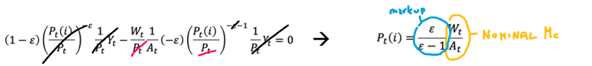 markup
(1 − ε) (P_t(i)/P_t)^{−ε} 1/P_t Y_t − W_t/P_t 1/A_t (−ε) (P_t(i)/P_t)^{−ε−1} 1/P_t Y_t = 0 → P_t(i) = ε/(ε − 1) W_t/A_t - NOMINAL MC